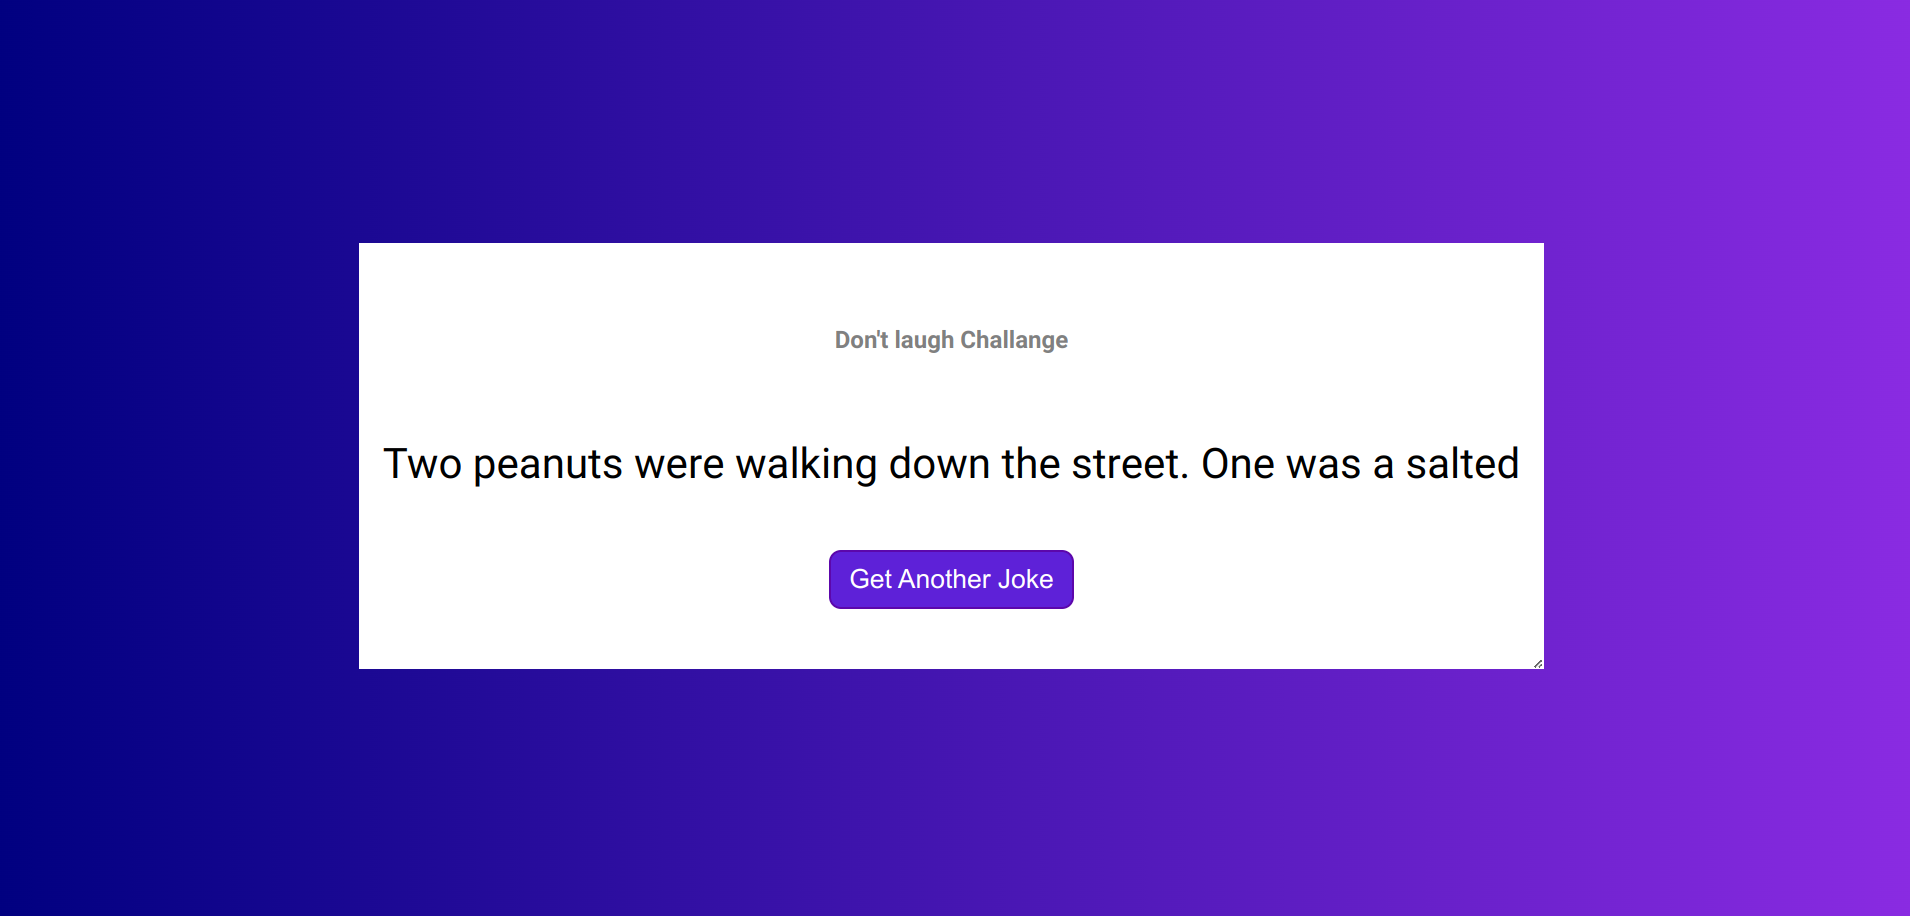 Don't laugh Challange
Two peanuts were walking down the street. One was a salted
Get Another Joke